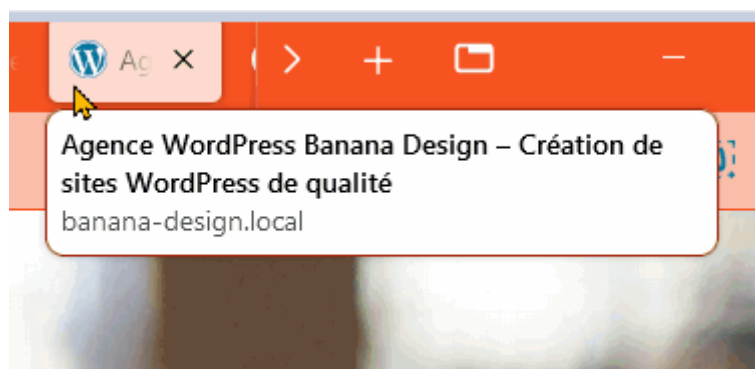 Ag
Agence WordPress Banana Design – Création de
sites WordPress de qualité
banana-design.local